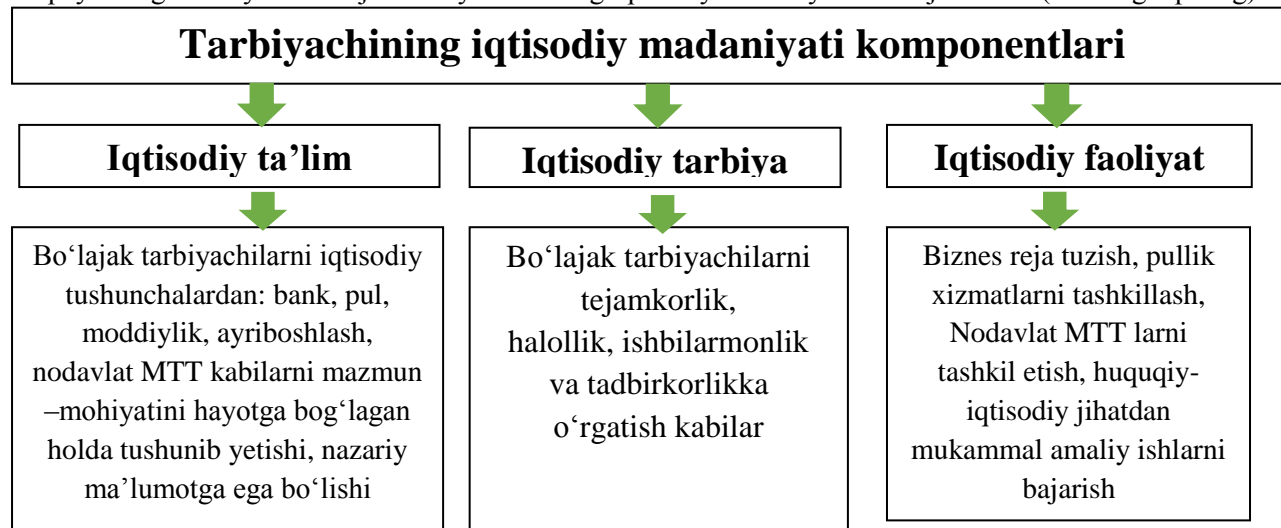 Tarbiyachining iqtisodiy madaniyati komponentlari
Iqtisodiy ta’lim
Iqtisodiy tarbiya
Iqtisodiy faoliyat
Bo‘lajak tarbiyachilarni iqtisodiy
tushunchalardan: bank, pul,
moddiylik, ayriboshlash,
nodavlat MTT kabilarni mazmun
–mohiyatini hayotga bog‘lagan
holda tushunib yetishi, nazariy
ma’lumotga ega bo‘lishi
Bo‘lajak tarbiyachilarni
tejamkorlik,
halollik, ishbilarmonlik
va tadbirkorlikka
o‘rgatish kabilar
Biznes reja tuzish, pullik
xizmatlarni tashkillash,
Nodavlat MTT larni
tashkil etish, huquqiy-
iqtisodiy jihatdan
mukammal amaliy ishlarni
bajarish